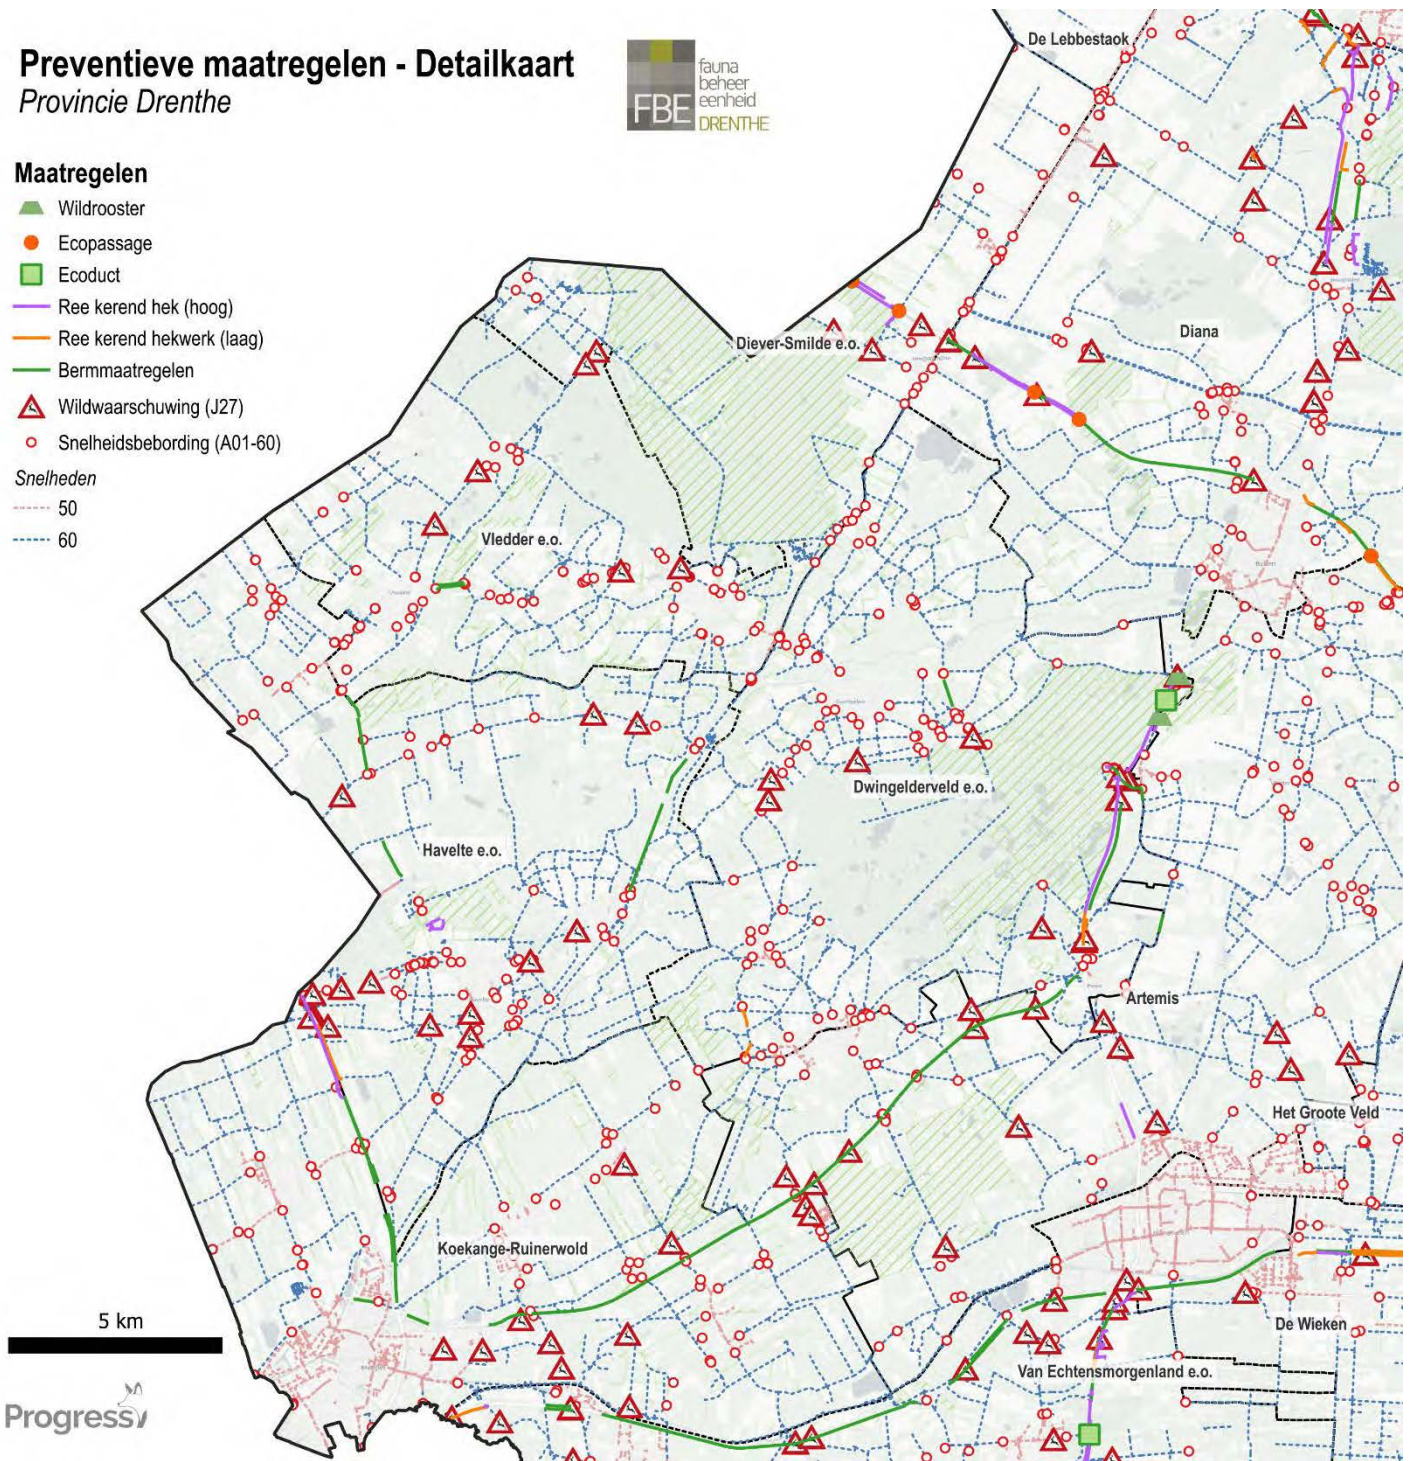 Preventieve maatregelen - Detailkaart
Provincie Drenthe
FBE
fauna
beheer
eenheid
DRENTHE
Maatregelen
Wildrooster
Ecopassage
Ecoduct
Ree kerend hek (hoog)
Ree kerend hekwerk (laag)
Bermmaatregelen
Wildwaarschuwing (J27)
Snelheidsbebording (A01-60)
Snelheden
50
60
De Lebbestaok
Diever-Smilde e.o.
Diana
Vledder e.o.
Dwingelderveld e.o.
Havelte e.o.
Artemis
Het Groote Veld
Koekange-Ruinerwold
De Wieken
Van Echtensmorgenland e.o.
5 km
Progress